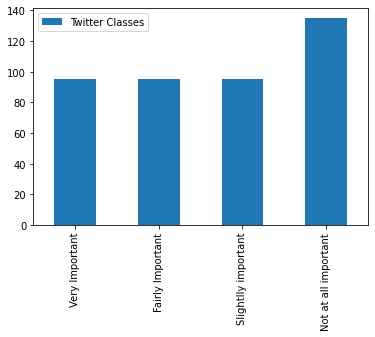 Twitter Classes
140
120
100
80
60
40
20
0
Very Important
Fairly Important
Slightlly important
Not at all important